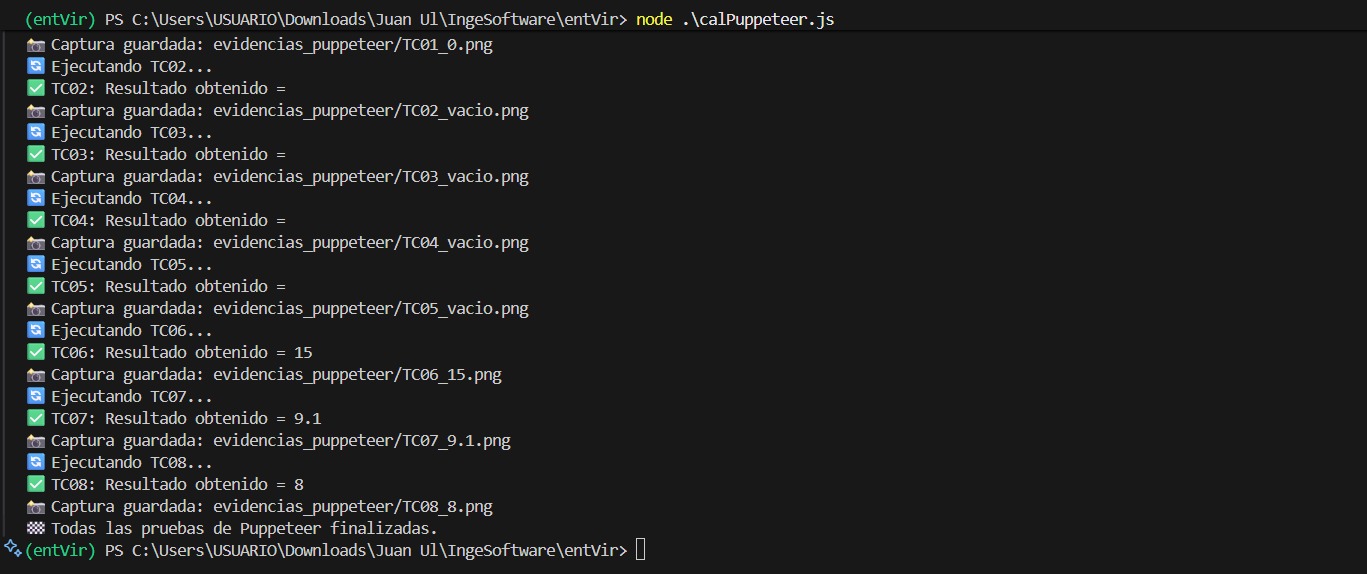 (entVir) PS C:\Users\USUARIO\Downloads\Juan Ul\IngeSoftware\entVir> node .\calPuppeteer.js
📸 Captura guardada: evidencias_puppeteer/TC01_0.png
🔄 Ejecutando TC02...
✅ TC02: Resultado obtenido =
📸 Captura guardada: evidencias_puppeteer/TC02_vacio.png
🔄 Ejecutando TC03...
✅ TC03: Resultado obtenido =
📸 Captura guardada: evidencias_puppeteer/TC03_vacio.png
🔄 Ejecutando TC04...
✅ TC04: Resultado obtenido =
📸 Captura guardada: evidencias_puppeteer/TC04_vacio.png
🔄 Ejecutando TC05...
✅ TC05: Resultado obtenido =
📸 Captura guardada: evidencias_puppeteer/TC05_vacio.png
🔄 Ejecutando TC06...
✅ TC06: Resultado obtenido = 15
📸 Captura guardada: evidencias_puppeteer/TC06_15.png
🔄 Ejecutando TC07...
✅ TC07: Resultado obtenido = 9.1
📸 Captura guardada: evidencias_puppeteer/TC07_9.1.png
🔄 Ejecutando TC08...
✅ TC08: Resultado obtenido = 8
📸 Captura guardada: evidencias_puppeteer/TC08_8.png
🏁 Todas las pruebas de Puppeteer finalizadas.
(entVir) PS C:\Users\USUARIO\Downloads\Juan Ul\IngeSoftware\entVir>